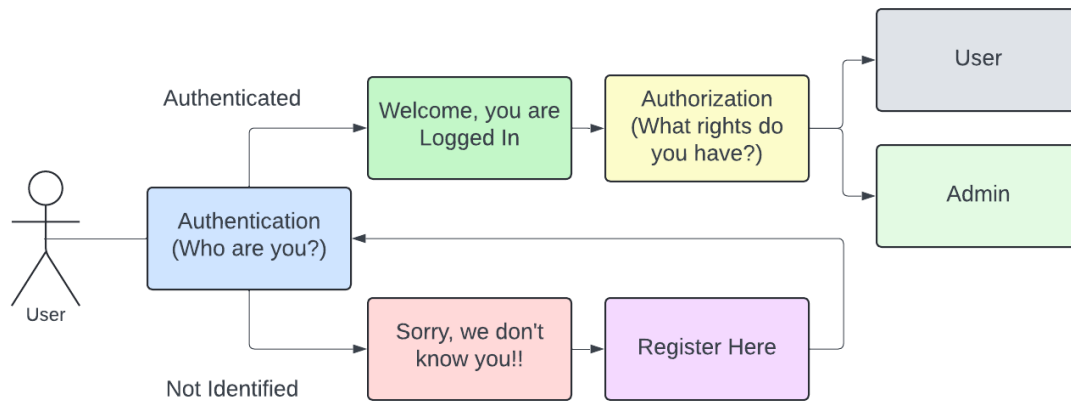 User
Authenticated
Welcome, you are
Logged In
Authorization
(What rights do
you have?)
Admin
Authentication
(Who are you?)
User
Sorry, we don't
know you!!
Register Here
Not Identified